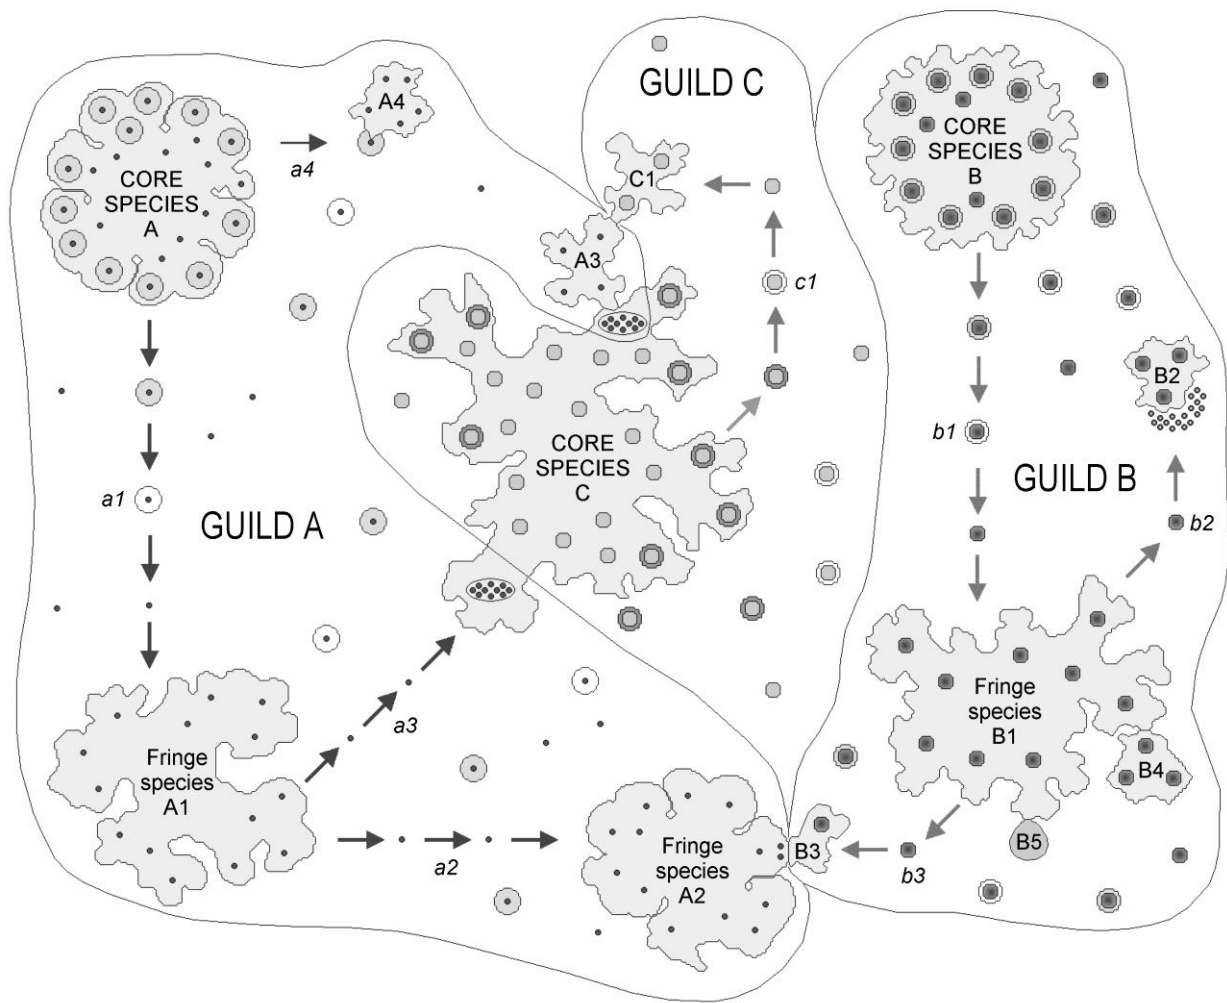 GUILD C
A4
CORE
SPECIES
B
a4
CORE
SPECIES
A
C1
A3
c1
B2
b1
CORE
SPECIES
C
GUILD B
a1
GUILD A
b2
a3
Fringe
species
B1
Fringe
species
A1
B4
B5
B3
b3
a2
Fringe
species
A2